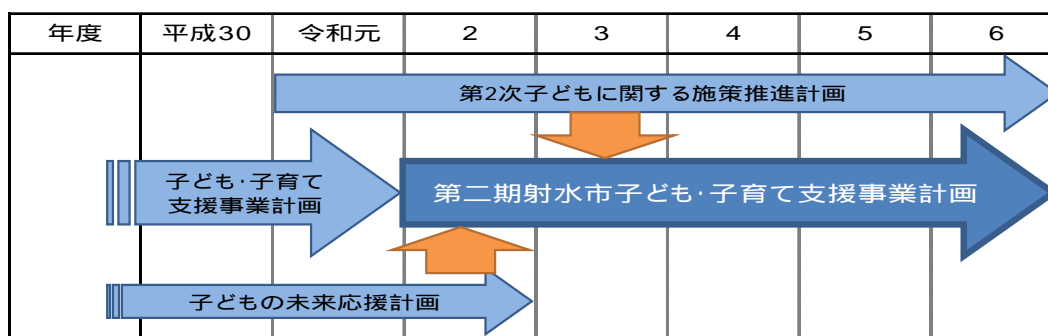 年度 平成30 令和元 2 3 4 5 6
第2次子どもに関する施策推進計画
子ども・子育て
支援事業計画
第二期射水市子ども・子育て支援事業計画
子どもの未来応援計画